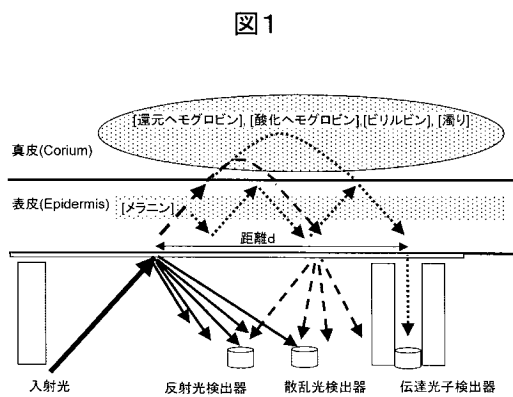 図1
[還元ヘモグロビン], [酸化ヘモグロビン],[ビリルビン], [濁り]
真皮(Corium)
表皮(Epidermis)
[メラニン]
距離d
入射光
反射光検出器
散乱光検出器
伝達光子検出器